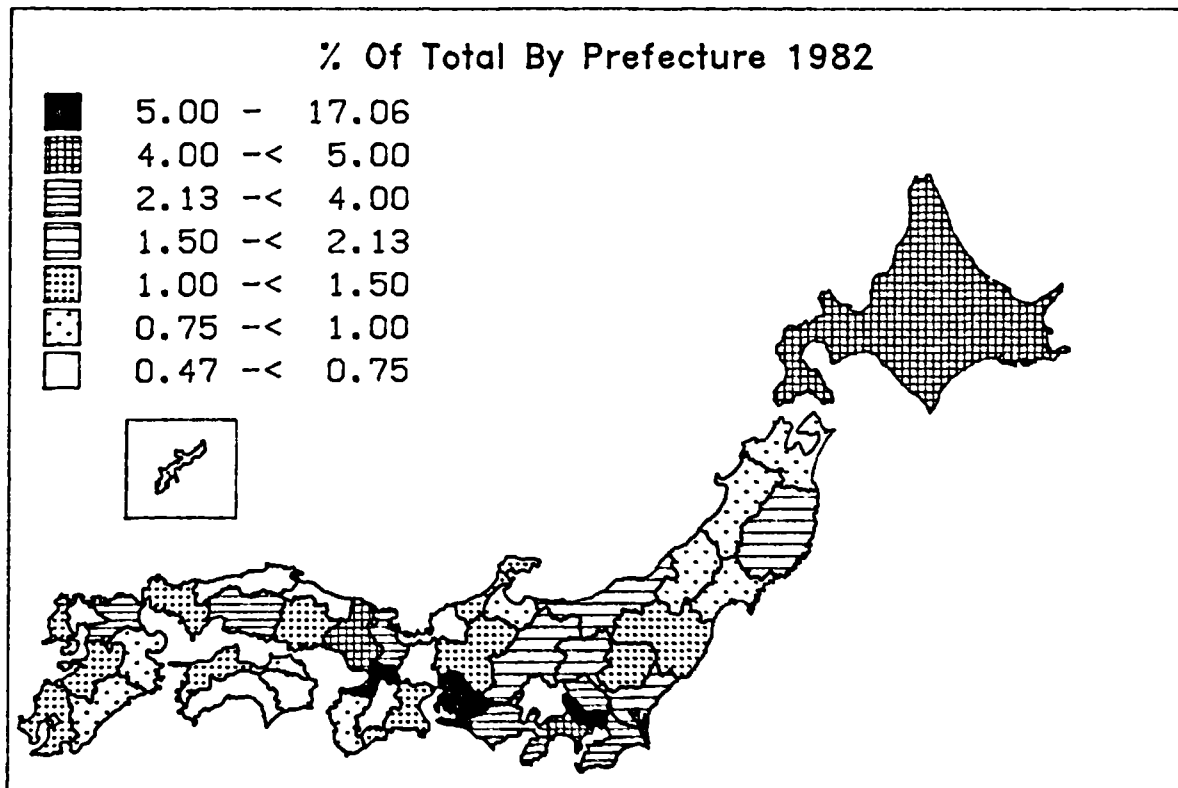 % Of Total By Prefecture 1982
5.00 - 17.06
4.00 -< 5.00
2.13 -< 4.00
1.50 -< 2.13
1.00 -< 1.50
0.75 -< 1.00
0.47 -< 0.75